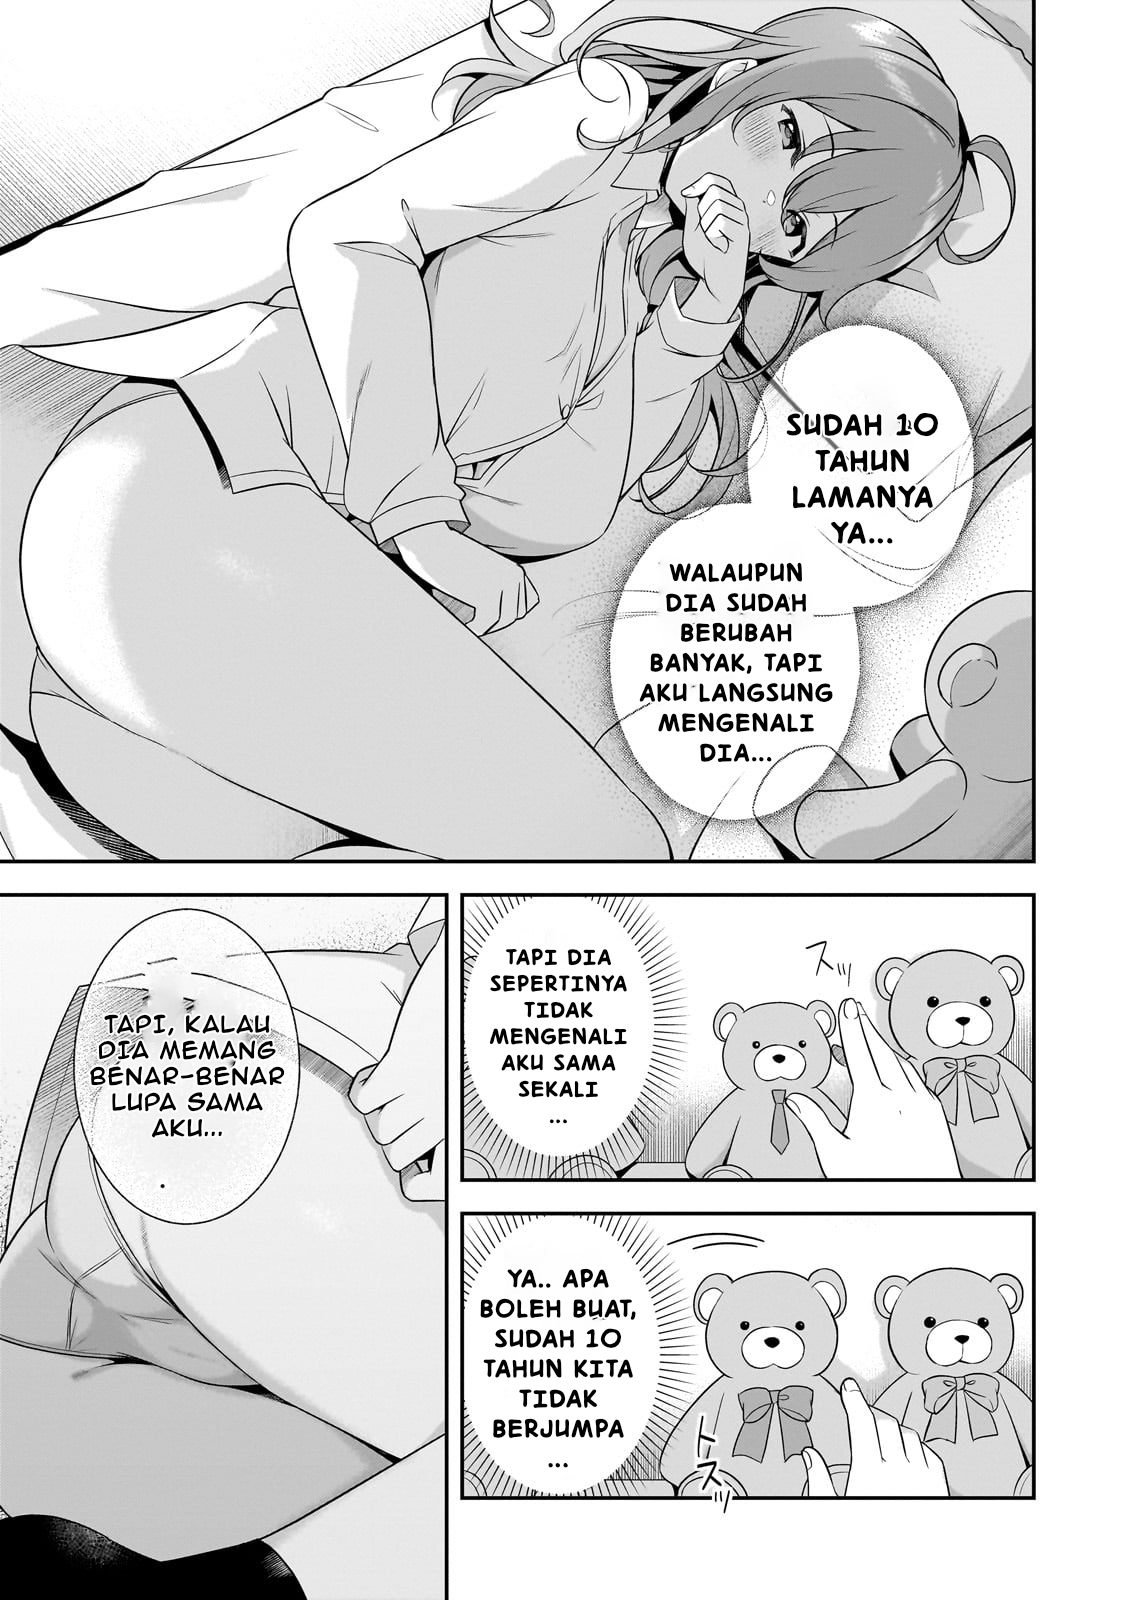 SUDAH 10
TAHUN
LAMANYA
YA...
WALAUPUN
DIA SUDAH
BERUBAH
BANYAK, TAPI
AKU LANGSUNG
MENGENALI
DIA...
スッ
TAPI DIA
SEPERTINYA
TIDAK
MENGENALI
AKU SAMA
SEKALI
...
YA.. APA
BOLEH BUAT,
SUDAH 10
TAHUN KITA
TIDAK
BERJUMPA
...
トスッ
TAPI, KALAU
DIA MEMANG
BENAR-BENAR
LUPA SAMA
AKU...
.